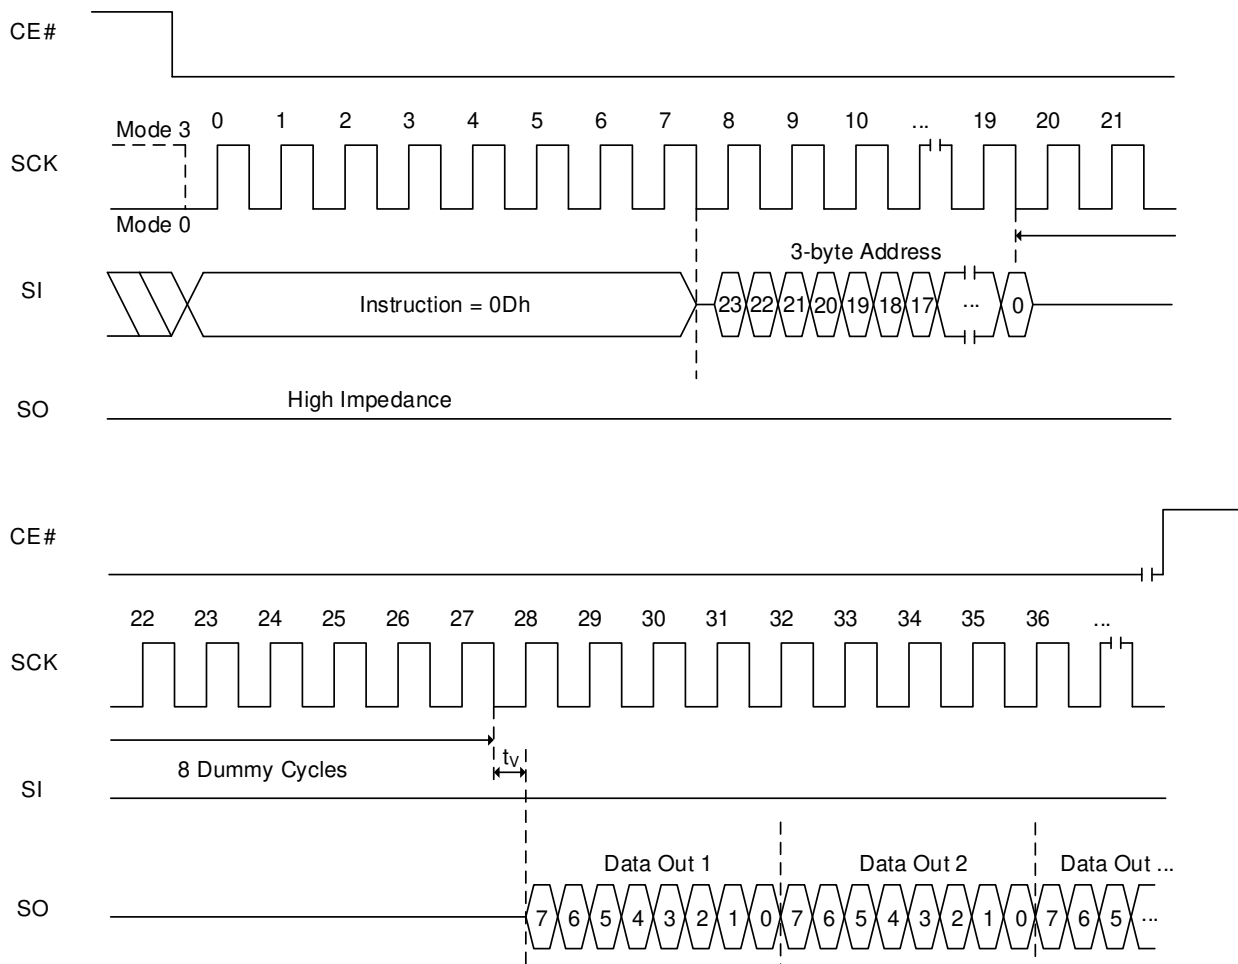 CE#
Mode 3 0 1 2 3 4 5 6 7 8 9 10 ... 19 20 21
SCK
Mode 0
3-byte Address
SI Instruction = 0Dh 23 22 21 20 19 18 17 ... 0
High Impedance
SO
CE#
22 23 24 25 26 27 28 29 30 31 32 33 34 35 36 ...
SCK
8 Dummy Cycles tV
SI
Data Out 1 Data Out 2 Data Out ...
SO 7 6 5 4 3 2 1 0 7 6 5 4 3 2 1 0 7 6 5 ...